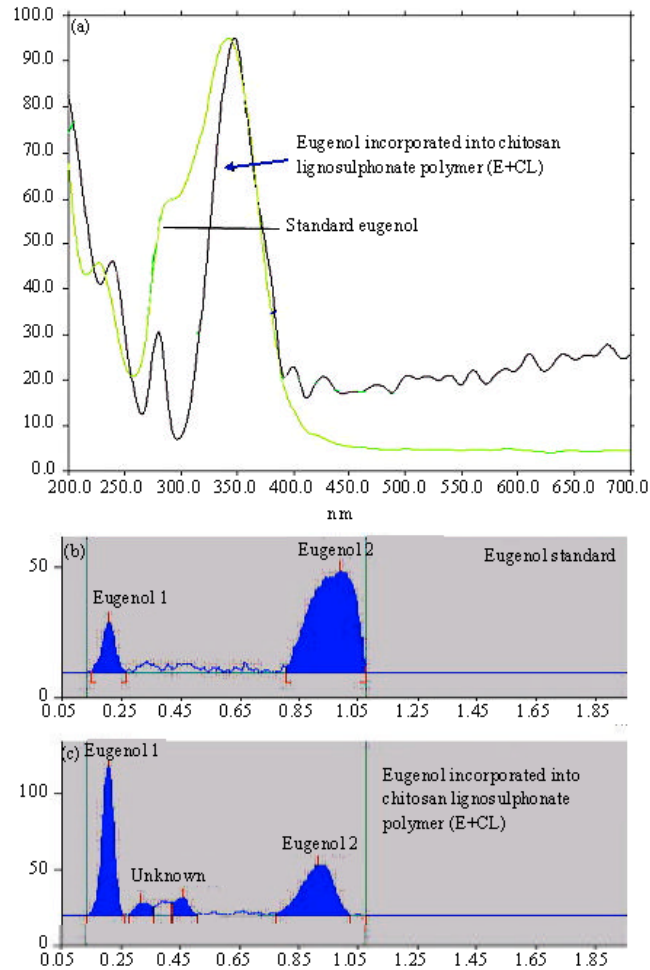 100.0
(a)
90.0
80.0
70.0
60.0
50.0
40.0
30.0
20.0
10.0
0.0
Eugenol incorporated into chitosan
lignosulphonate polymer (E+CL)
Standard eugenol
200.0 250.0 300.0 350.0 400.0 450.0 500.0 550.0 600.0 650.0 700.0
nm
(b)
Eugenol 2
Eugenol standard
50
Eugenol 1
0
0.05 0.25 0.45 0.65 0.85 1.05 1.25 1.45 1.65 1.85
(c)
Eugenol 1
Eugenol incorporated into
chitosan lignosulphonate
polymer (E+CL)
100
Eugenol 2
Unknown
50
0
0.05 0.25 0.45 0.65 0.85 1.05 1.25 1.45 1.65 1.85